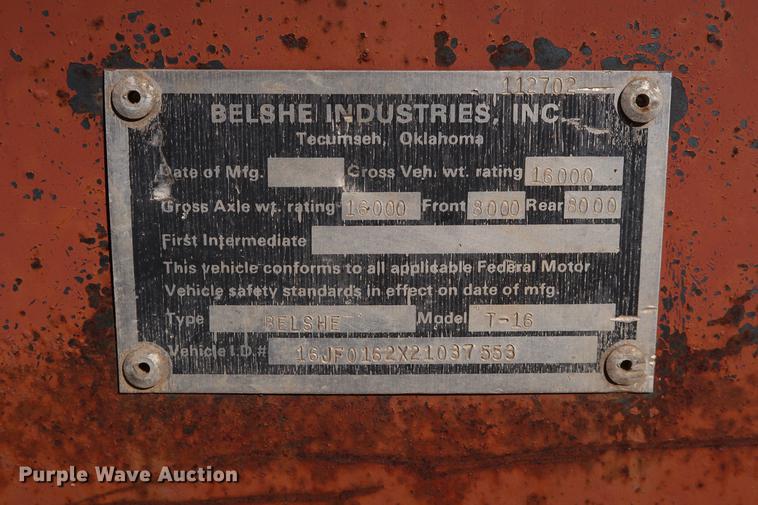 112702
BELSHE INDUSTRIES, INC.
Tecumseh, Oklahoma
Date of Mfg. Gross Veh. wt. rating 16000
Gross Axle wt. rating 16000 Front 8000 Rear 8000
First Intermediate
This vehicle conforms to all applicable Federal Motor
Vehicle safety standards in effect on date of mfg.
Type BELSHE Model T-16
Vehicle I.D.# 16JF0162X21037553
Purple Wave Auction